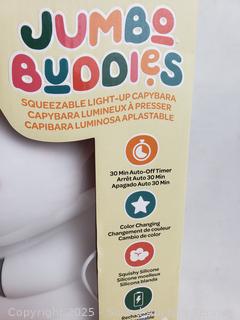 JUMBO
BUDDIES
SQUEEZABLE LIGHT-UP CAPYBARA
CAPYBARA LUMINEUX À PRESSER
CAPIBARA LUMINOSA APLASTABLE
30 Min Auto-Off Timer
Arrêt Auto 30 Min
Apagado Auto 30 Min
Color Changing
Changement de couleur
Cambio de color
Squishy Silicone
Silicone moelleux
Silicona blanda
Copyright 2025